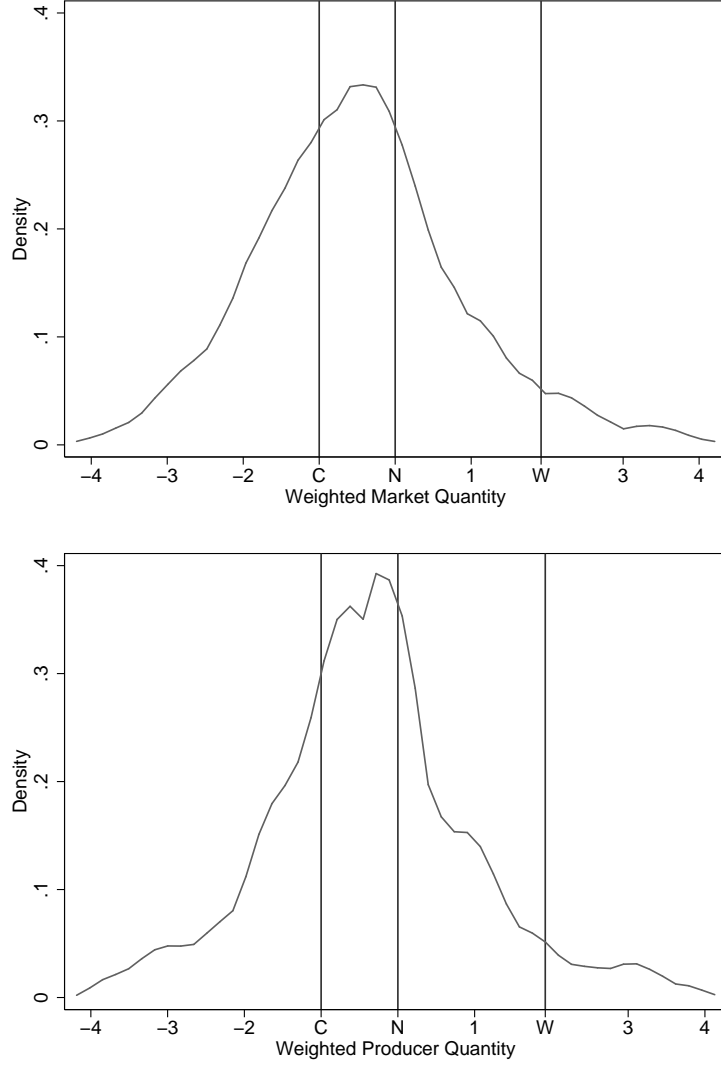 .4
.3
.2
.1
0
Density
−4 −3 −2 C N 1 W 3 4
Weighted Market Quantity
.4
.3
.2
.1
0
Density
−4 −3 −2 C N 1 W 3 4
Weighted Producer Quantity